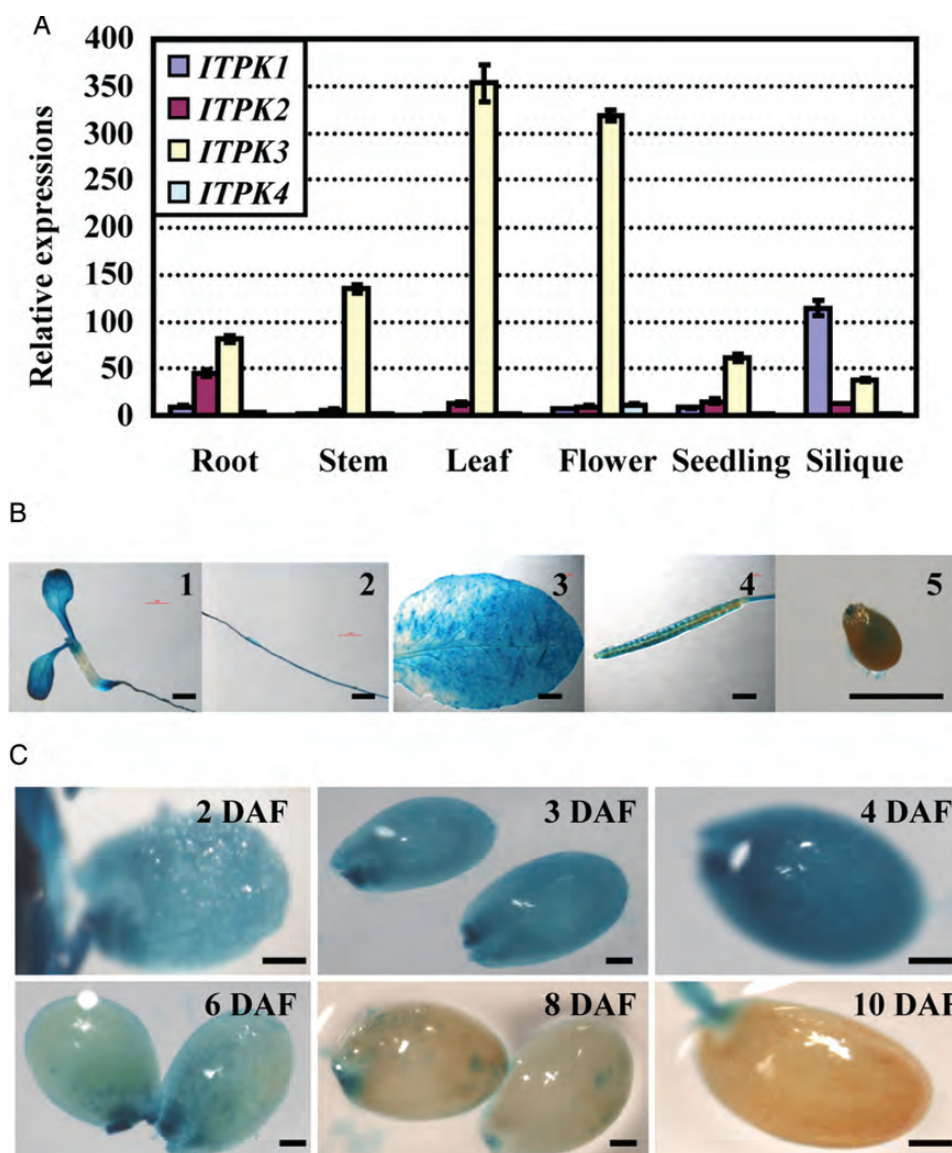 A
Relative expressions
400
350
300
250
200
150
100
50
0
ITPK1
ITPK2
ITPK3
ITPK4
Root Stem Leaf Flower Seedling Silique
B
1 2 3 4 5
C
2 DAF 3 DAF 4 DAF
6 DAF 8 DAF 10 DAF